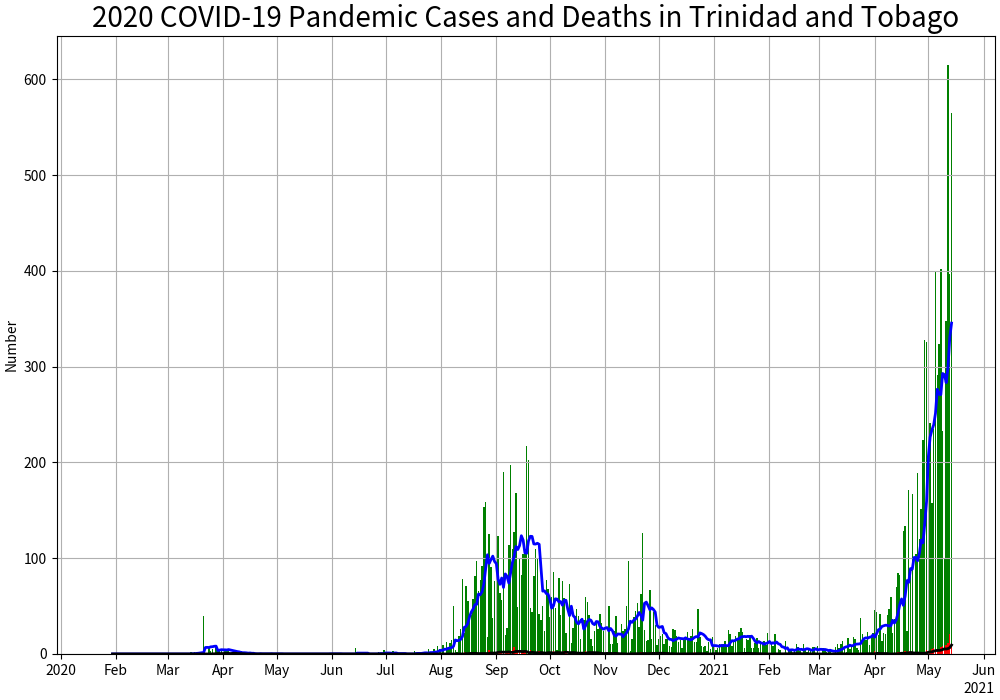 2020 COVID-19 Pandemic Cases and Deaths in Trinidad and Tobago
Number
600
500
400
300
200
100
0
2020 Feb Mar Apr May Jun Jul Aug Sep Oct Nov Dec 2021 Feb Mar Apr May Jun
2021